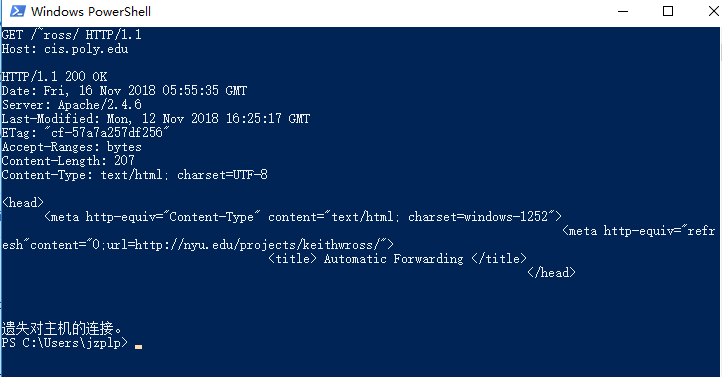 Windows PowerShell
GET /~ross/ HTTP/1.1
Host: cis.poly.edu
HTTP/1.1 200 OK
Date: Fri, 16 Nov 2018 05:55:35 GMT
Server: Apache/2.4.6
Last-Modified: Mon, 12 Nov 2018 16:25:17 GMT
ETag: "cf-57a7a257df256"
Accept-Ranges: bytes
Content-Length: 207
Content-Type: text/html; charset=UTF-8
<head>
<meta http-equiv="Content-Type" content="text/html; charset=windows-1252">
<meta http-equiv="refr
esh"content="0;url=http://nyu.edu/projects/keithwross/">
<title> Automatic Forwarding </title>
</head>
遗失对主机的连接。
PS C:\Users\jzplp>